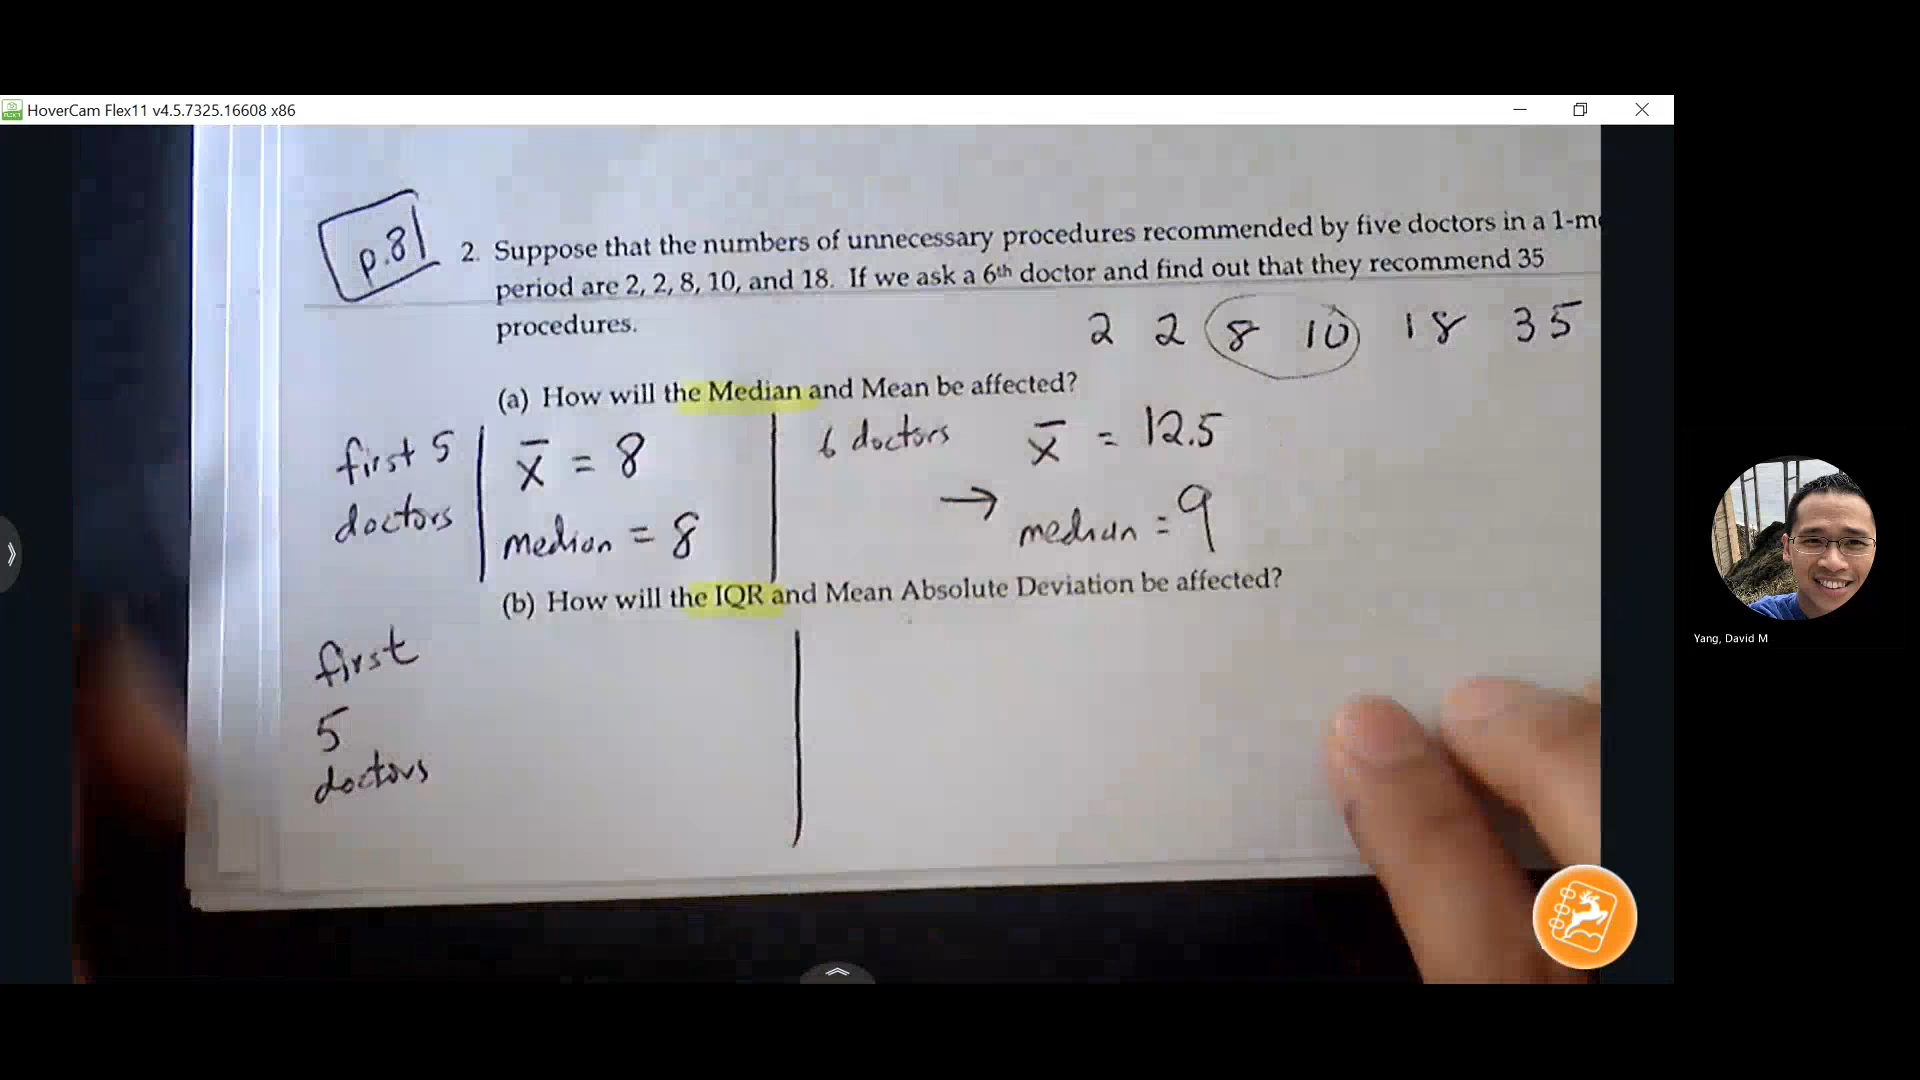 HoverCam Flex11 v4.5.7325.16608 x86
p.81
2. Suppose that the numbers of unnecessary procedures recommended by five doctors in a 1-mo
period are 2, 2, 8, 10, and 18. If we ask a 6th doctor and find out that they recommend 35
procedures.
2 2 8 10 18 35
(a) How will the Median and Mean be affected?
first 5
doctors
x̄ = 8
median = 8
6 doctors x̄ = 12.5
→ median = 9
(b) How will the IQR and Mean Absolute Deviation be affected?
first
5
doctors
Yang, David M